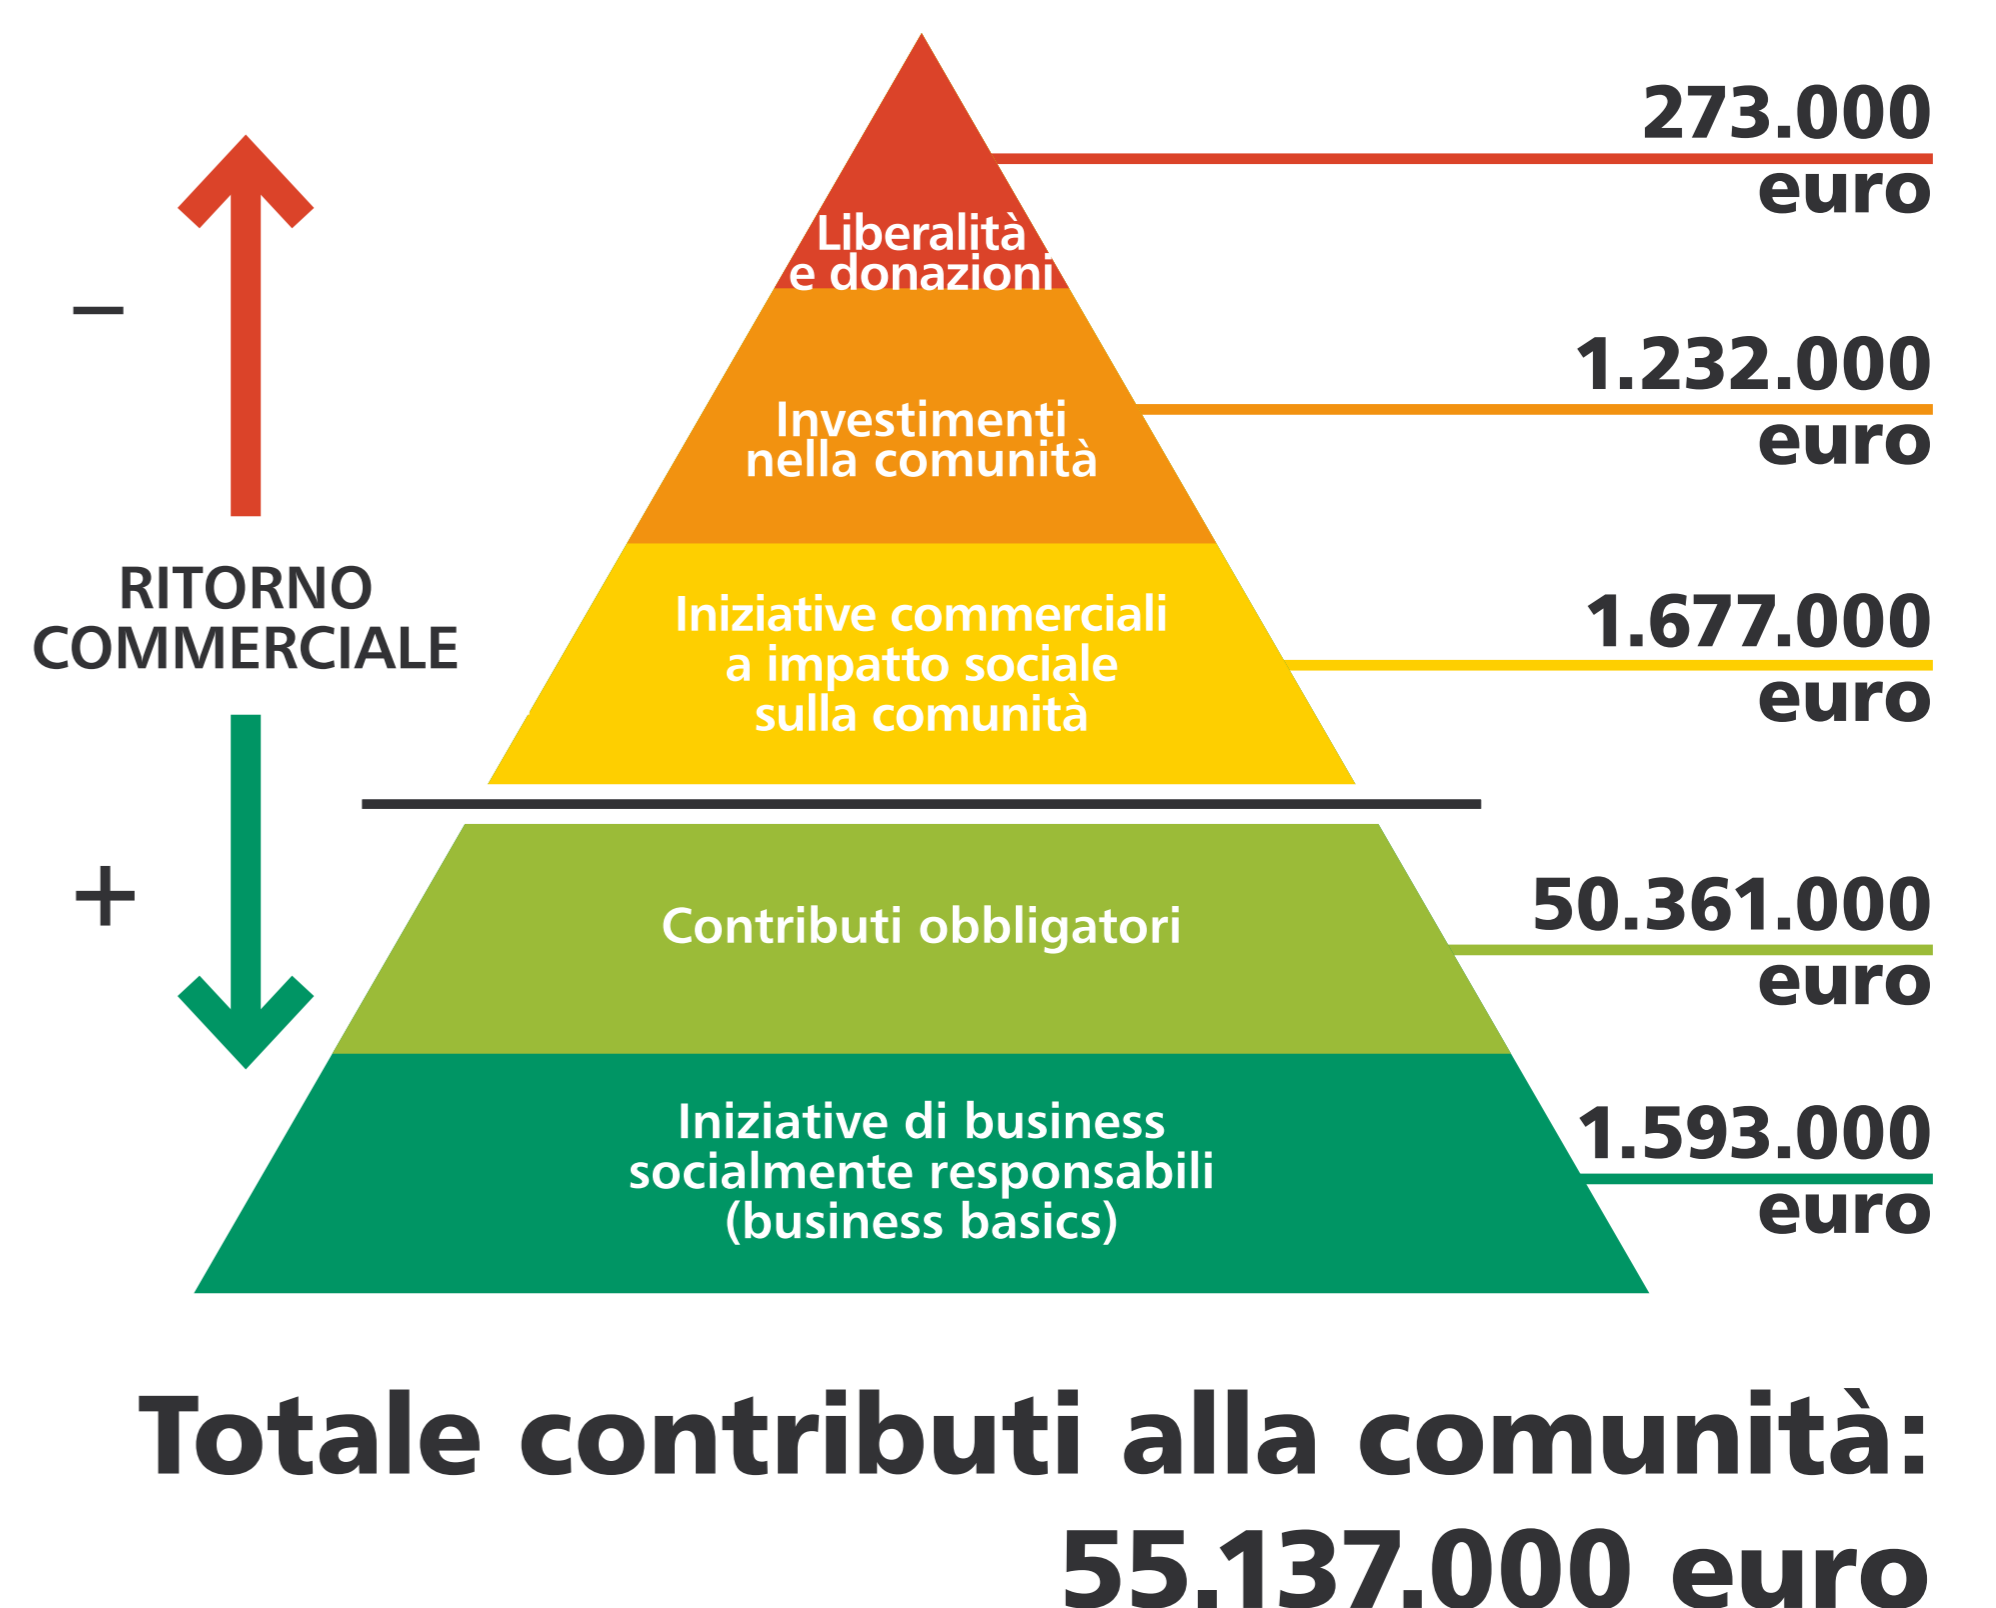 273.000
euro
Liberalità
e donazioni
1.232.000
euro
Investimenti
nella comunità
–
RITORNO
COMMERCIALE
1.677.000
euro
Iniziative commerciali
a impatto sociale
sulla comunità
+
50.361.000
euro
Contributi obbligatori
1.593.000
euro
Iniziative di business
socialmente responsabili
(business basics)
Totale contributi alla comunità:
55.137.000 euro